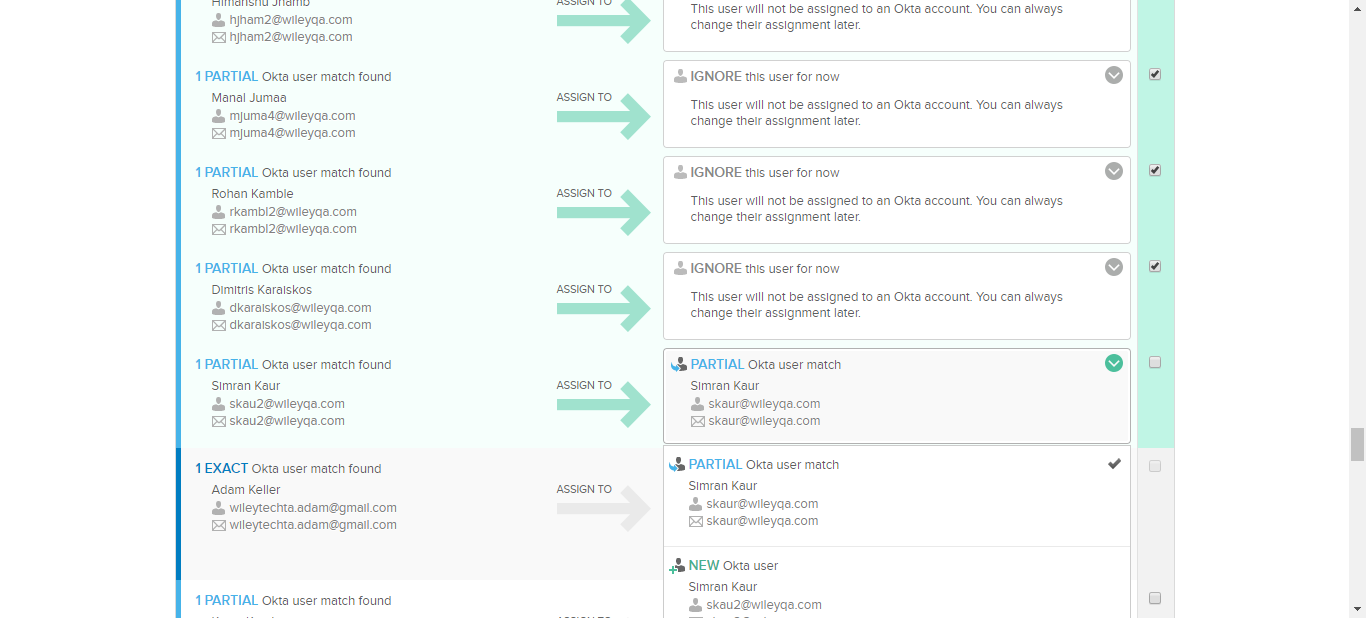 Himanshu Jhamb
hjham2@wileyqa.com
hjham2@wileyqa.com
ASSIGN TO
This user will not be assigned to an Okta account. You can always
change their assignment later.
1 PARTIAL Okta user match found
Manal Jumaa
mjuma4@wileyqa.com
mjuma4@wileyqa.com
ASSIGN TO
IGNORE this user for now
This user will not be assigned to an Okta account. You can always
change their assignment later.
1 PARTIAL Okta user match found
Rohan Kamble
rkambl2@wileyqa.com
rkambl2@wileyqa.com
ASSIGN TO
IGNORE this user for now
This user will not be assigned to an Okta account. You can always
change their assignment later.
1 PARTIAL Okta user match found
Dimitris Karaiskos
dkaraiskos@wileyqa.com
dkaraiskos@wileyqa.com
ASSIGN TO
IGNORE this user for now
This user will not be assigned to an Okta account. You can always
change their assignment later.
1 PARTIAL Okta user match found
Simran Kaur
skau2@wileyqa.com
skau2@wileyqa.com
ASSIGN TO
PARTIAL Okta user match
Simran Kaur
skaur@wileyqa.com
skaur@wileyqa.com
1 EXACT Okta user match found
Adam Keller
wileytechta.adam@gmail.com
wileytechta.adam@gmail.com
ASSIGN TO
PARTIAL Okta user match
Simran Kaur
skaur@wileyqa.com
skaur@wileyqa.com
NEW Okta user
Simran Kaur
skau2@wileyqa.com
1 PARTIAL Okta user match found